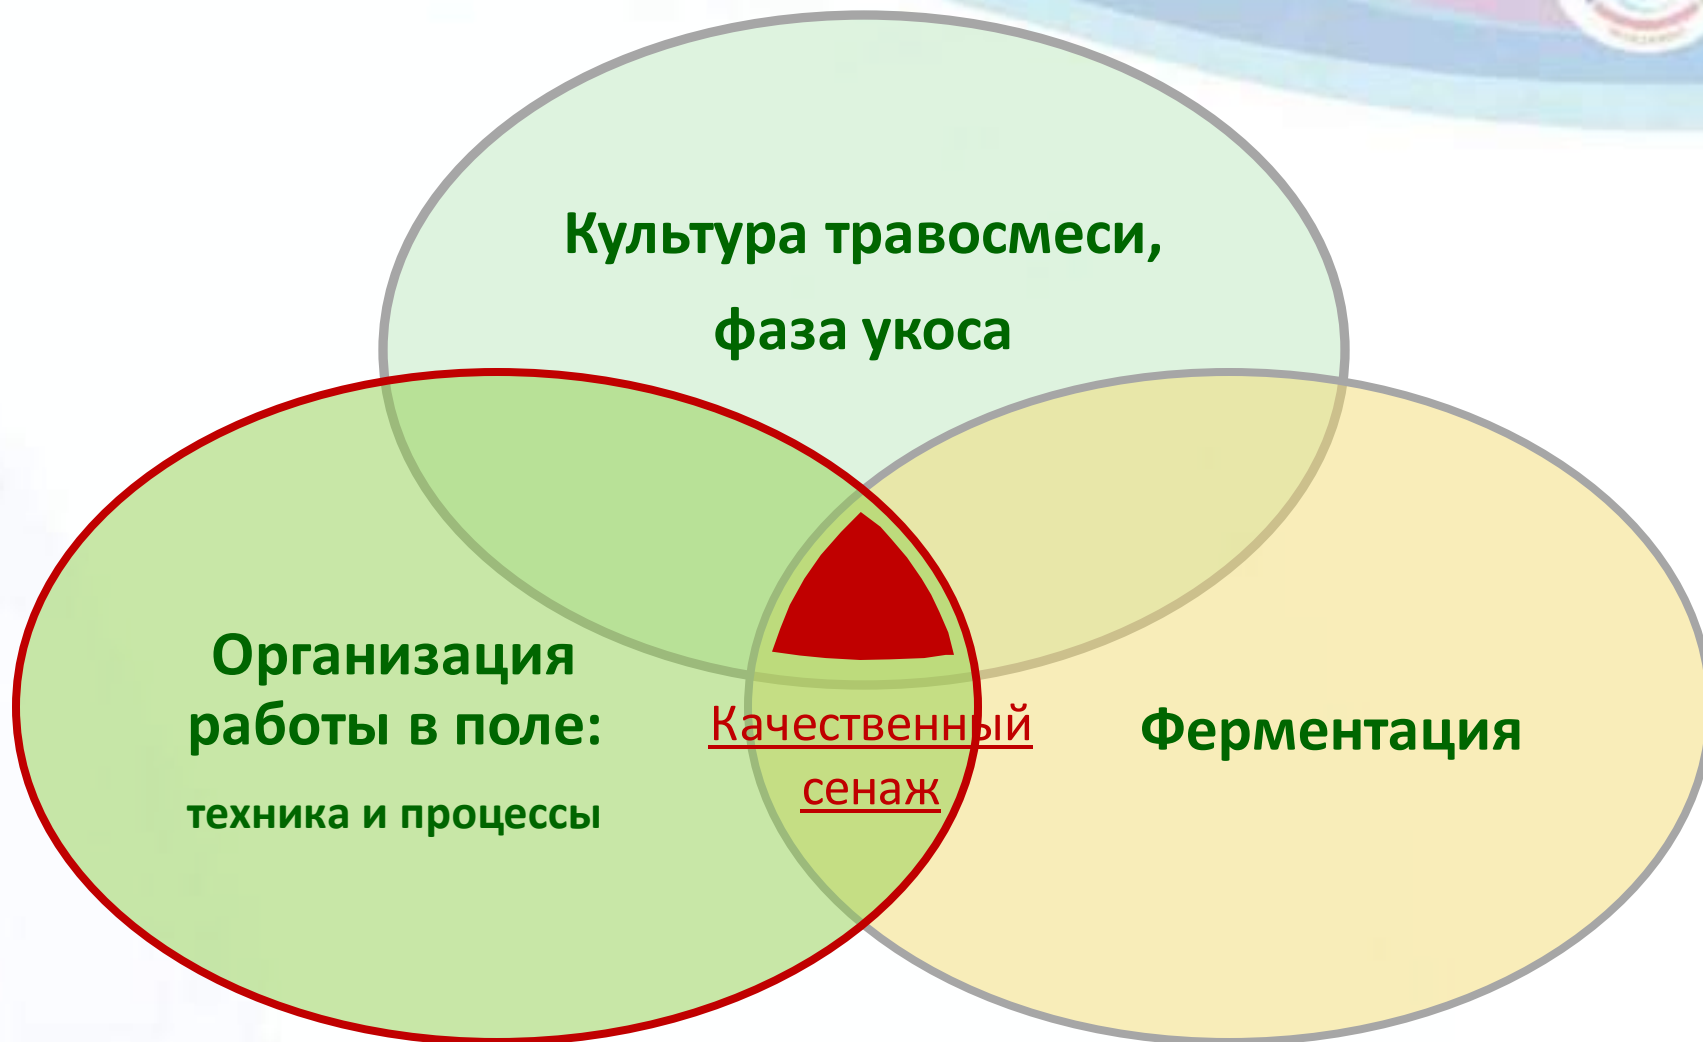 Культура травосмеси,
фаза укоса
Организация
работы в поле:
техника и процессы
Качественный
сенаж
Ферментация